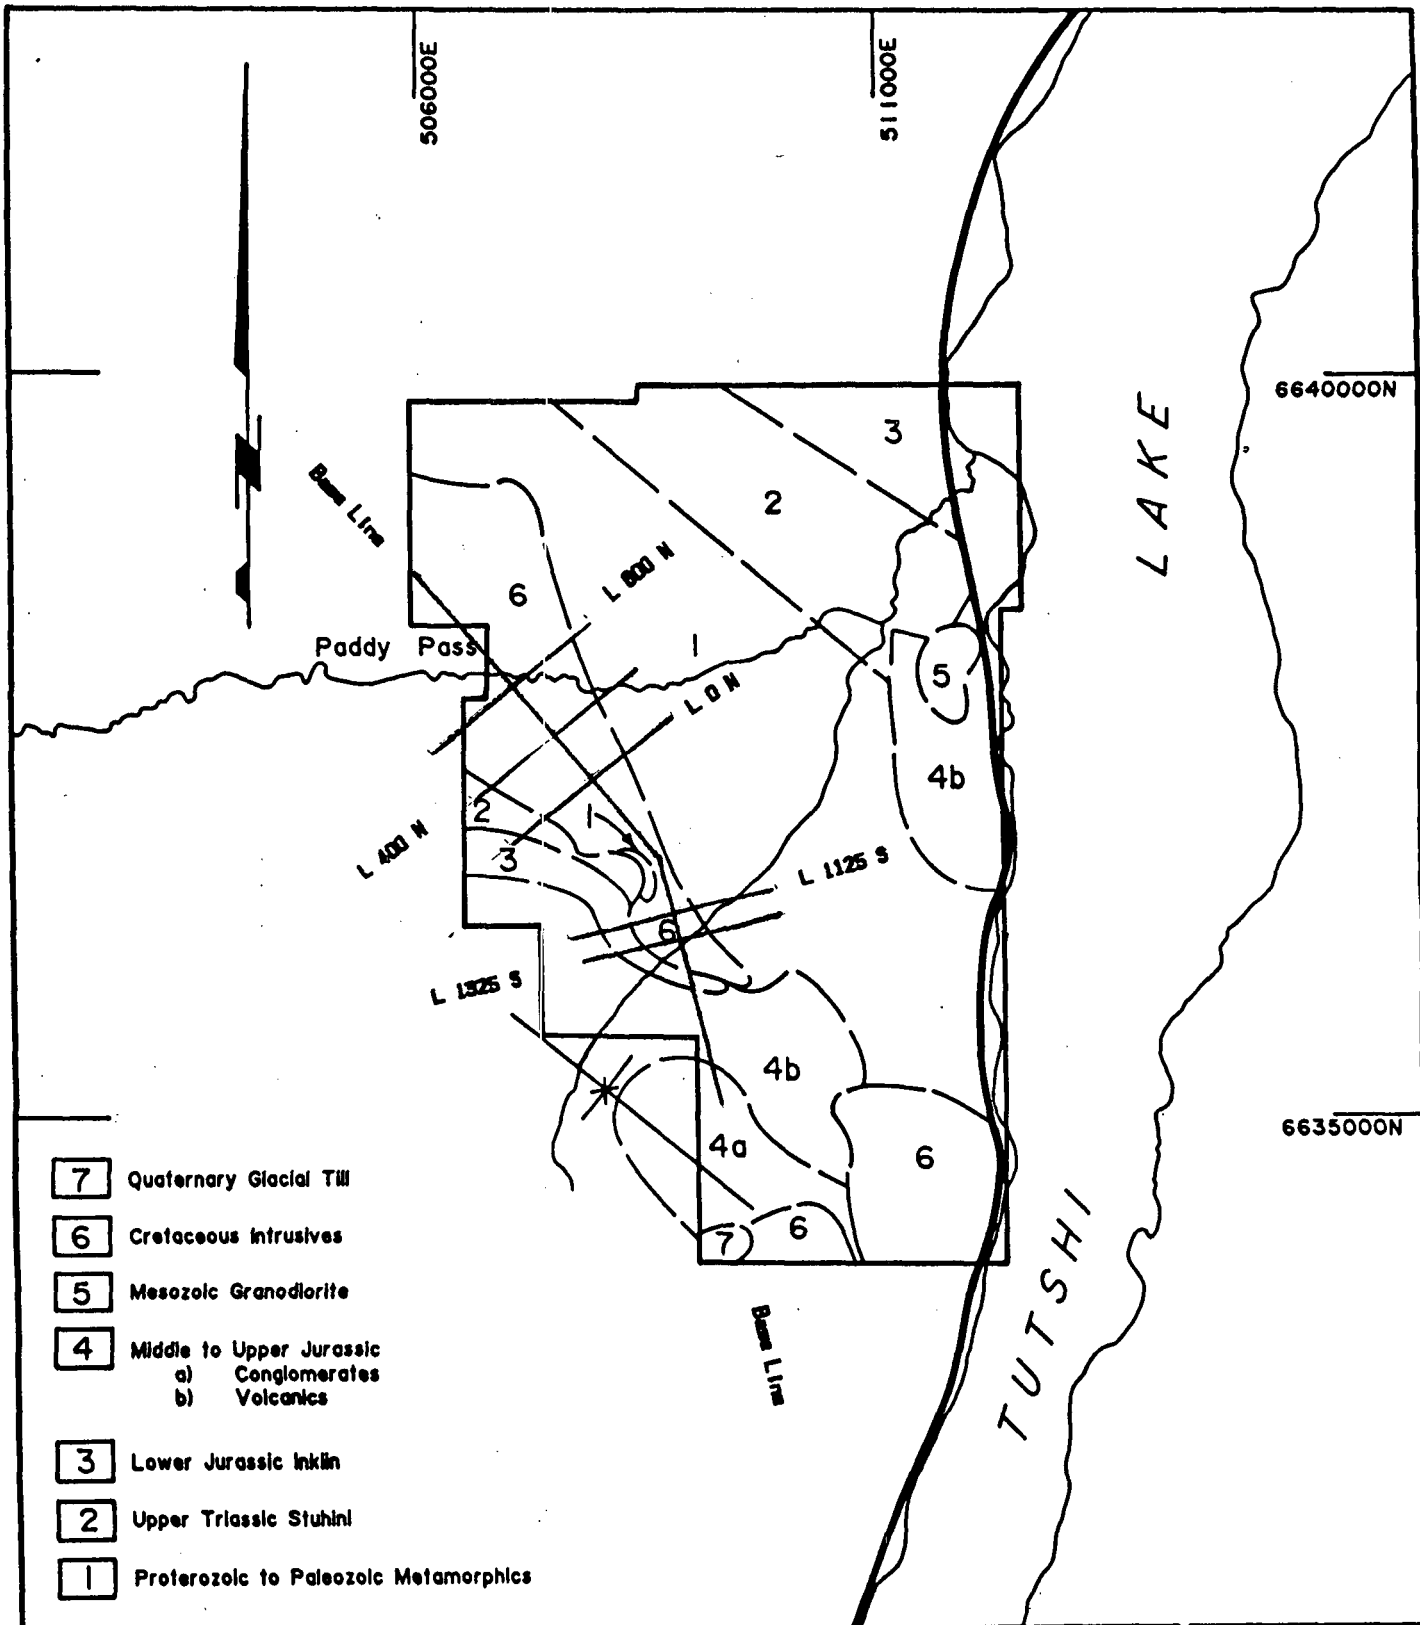 506000E
511000E
6640000N
LAKE
3
2
Base Line
L 800 N
6
1
Paddy Pass
5
L 0 N
4b
2
1
L 400 N
3
L 1125 S
6
L 1325 S
4b
6635000N
4a
6
6
7
TUTSHI
Base Line
7 Quaternary Glacial Till
6 Cretaceous Intrusives
5 Mesozoic Granodiorite
4 Middle to Upper Jurassic
a) Conglomerates
b) Volcanics
3 Lower Jurassic Inklin
2 Upper Triassic Stuhini
1 Proterozoic to Paleozoic Metamorphics